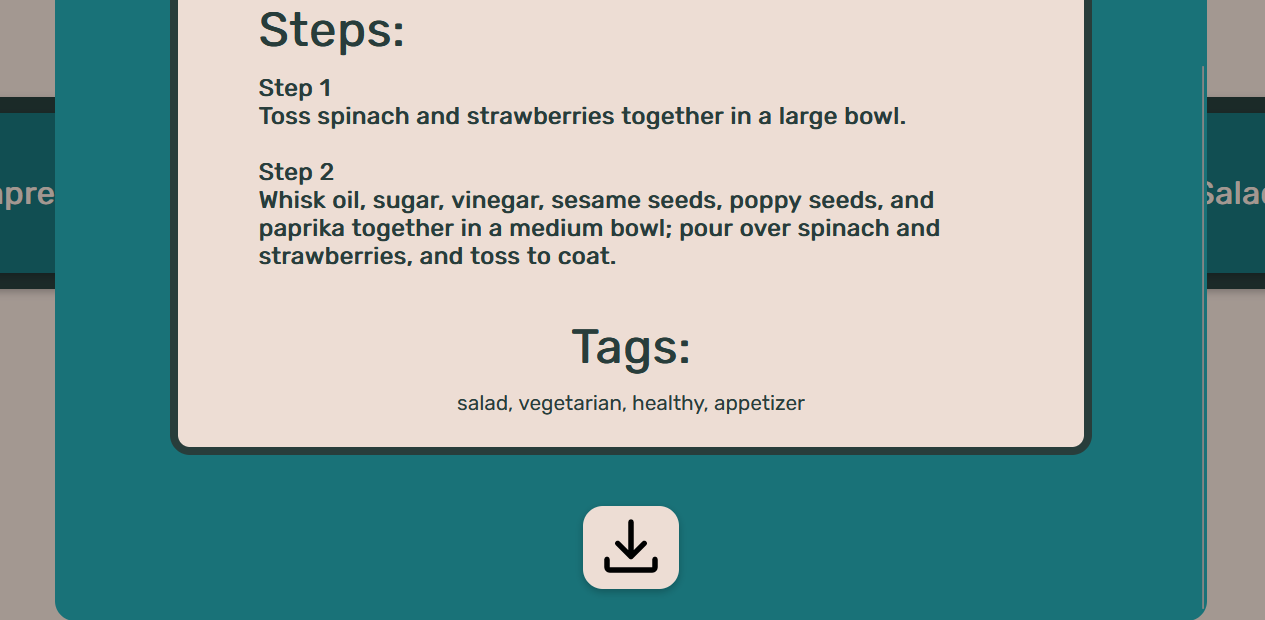 Steps:
Step 1
Toss spinach and strawberries together in a large bowl.
Step 2
Whisk oil, sugar, vinegar, sesame seeds, poppy seeds, and
paprika together in a medium bowl; pour over spinach and
strawberries, and toss to coat.
Tags:
salad, vegetarian, healthy, appetizer